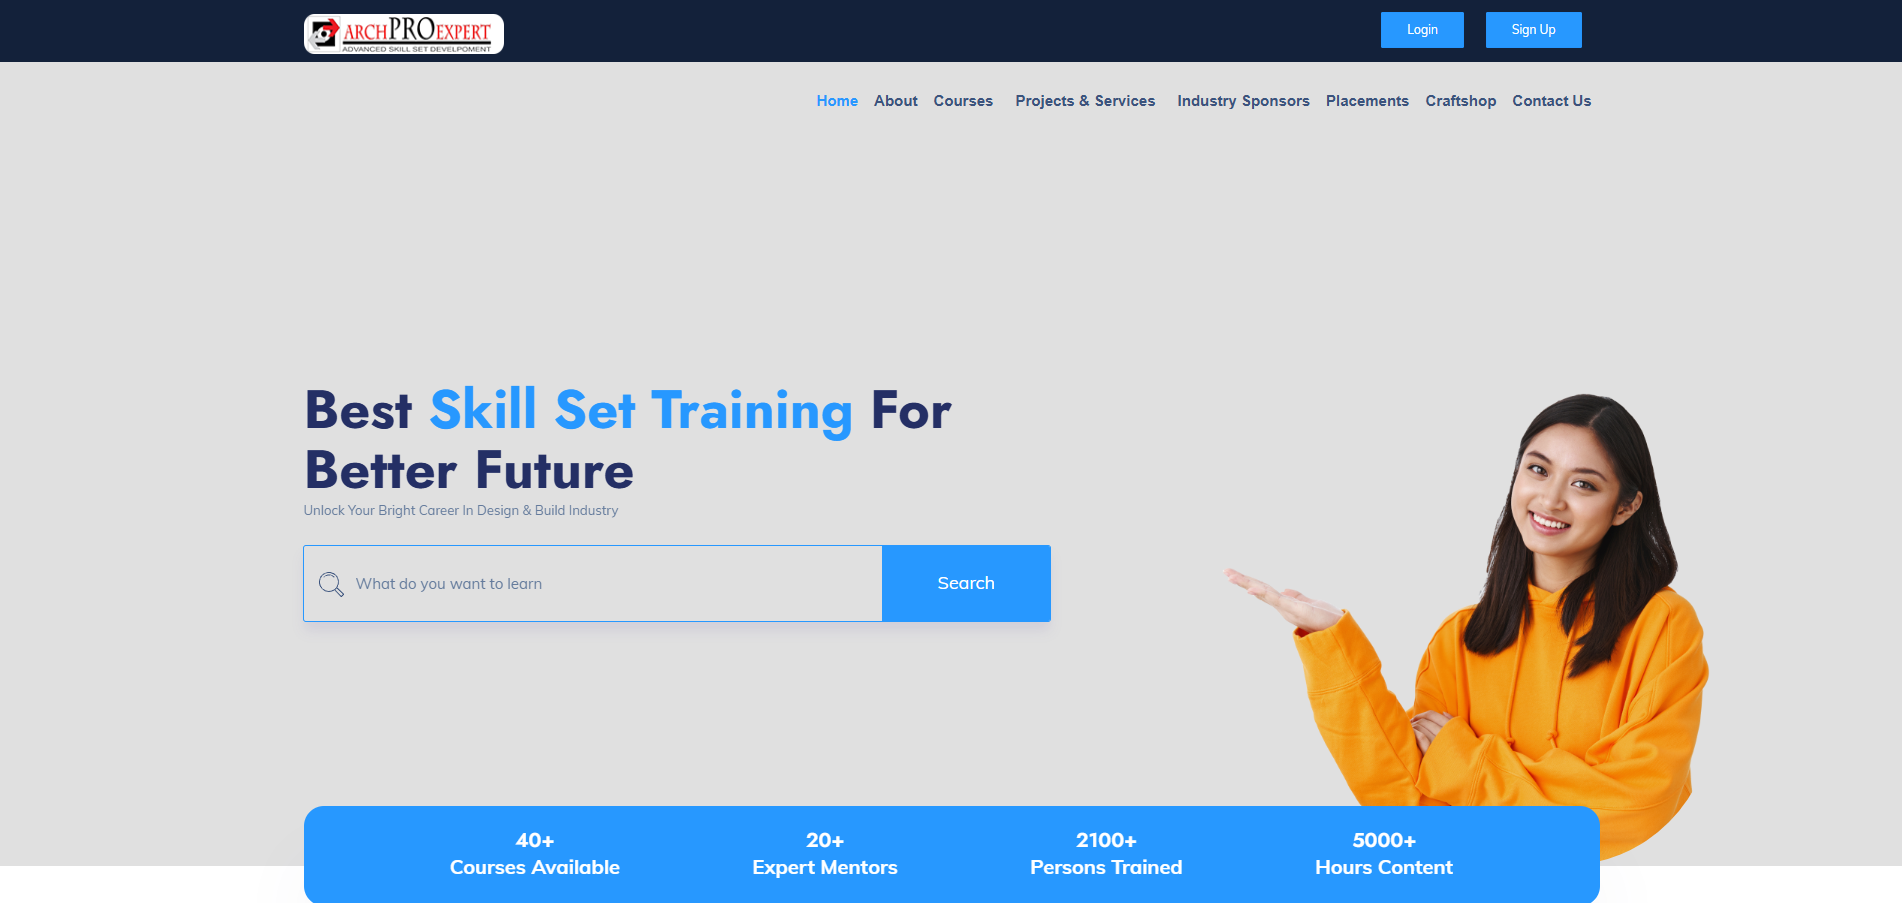 ARCHPROEXPERT
ADVANCED SKILL SET DEVELPOMENT
Login
Sign Up
Home
About
Courses
Projects & Services
Industry Sponsors
Placements
Craftshop
Contact Us
Best Skill Set Training For
Better Future
Unlock Your Bright Career In Design & Build Industry
What do you want to learn
Search
40+
Courses Available
20+
Expert Mentors
2100+
Persons Trained
5000+
Hours Content